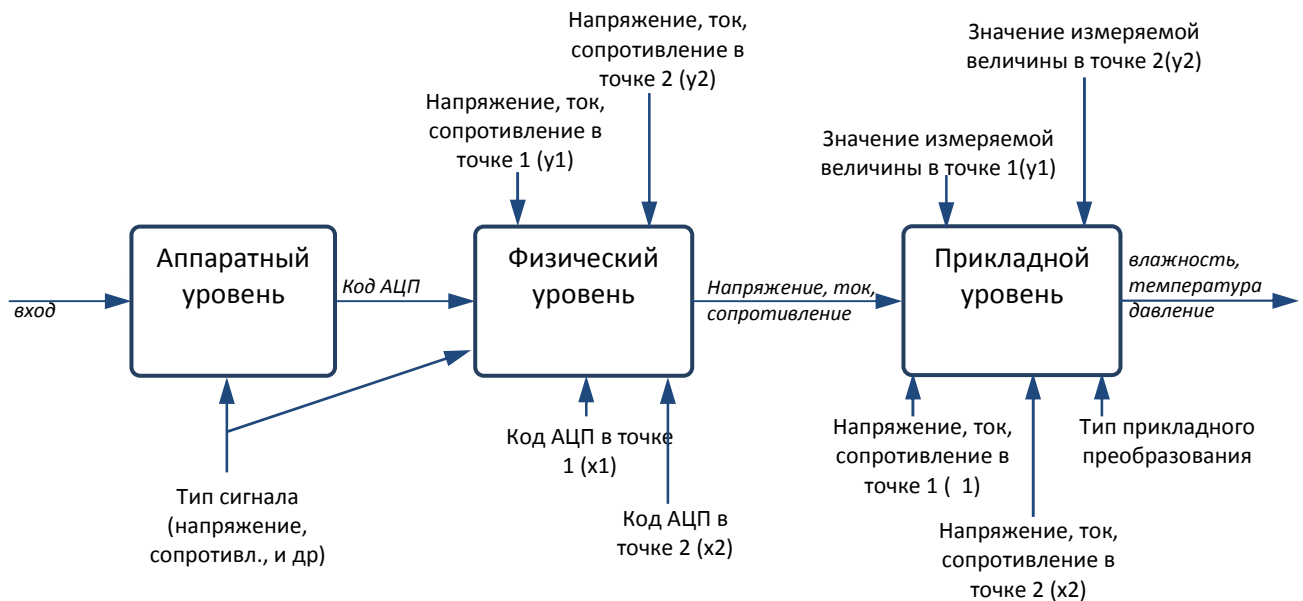 Напряжение, ток,
сопротивление в
точке 2 (y2)
Значение измеряемой
величины в точке 2(y2)
Напряжение, ток,
сопротивление в
точке 1 (y1)
Значение измеряемой
величины в точке 1(y1)
вход
Аппаратный
уровень
Код АЦП
Физический
уровень
Напряжение, ток,
сопротивление
Прикладной
уровень
влажность,
температура
давление
Тип сигнала
(напряжение,
сопротивл., и др)
Код АЦП в точке
1 (x1)
Код АЦП в
точке 2 (x2)
Напряжение, ток,
сопротивление в
точке 1 ( 1)
Напряжение, ток,
сопротивление в
точке 2 (x2)
Тип прикладного
преобразования